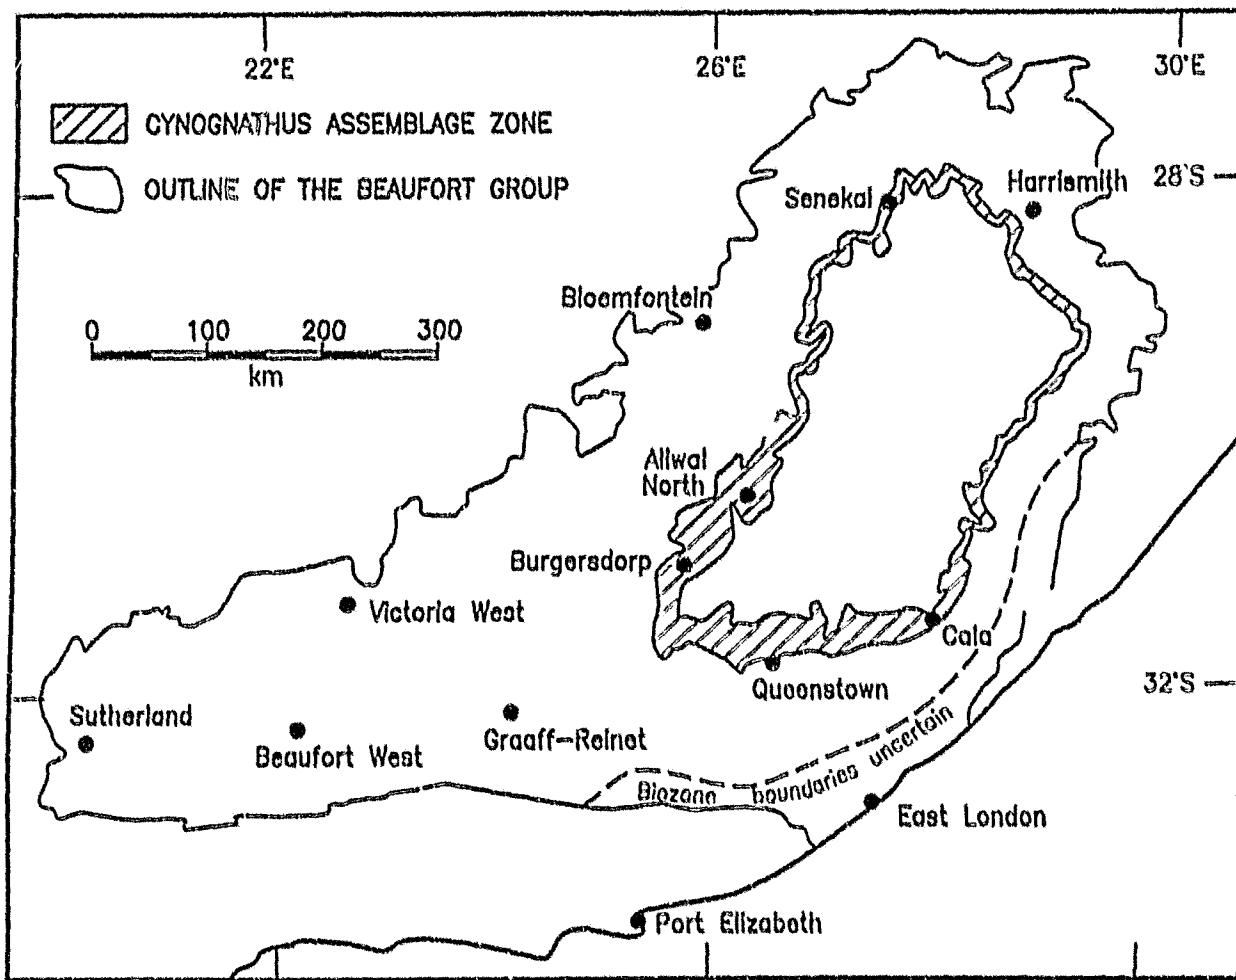 22°E
26°E
30°E
CYNOGNATHUS ASSEMBLAGE ZONE
OUTLINE OF THE BEAUFORT GROUP
28°S
Harrismith
Senekal
Bloemfontein
0 100 200 300
km
Aliwal
North
Burgersdorp
Victoria West
Cala
Queenstown
32°S
Sutherland
Beaufort West
Graaff-Reinet
Biozone boundaries uncertain
East London
Port Elizabeth